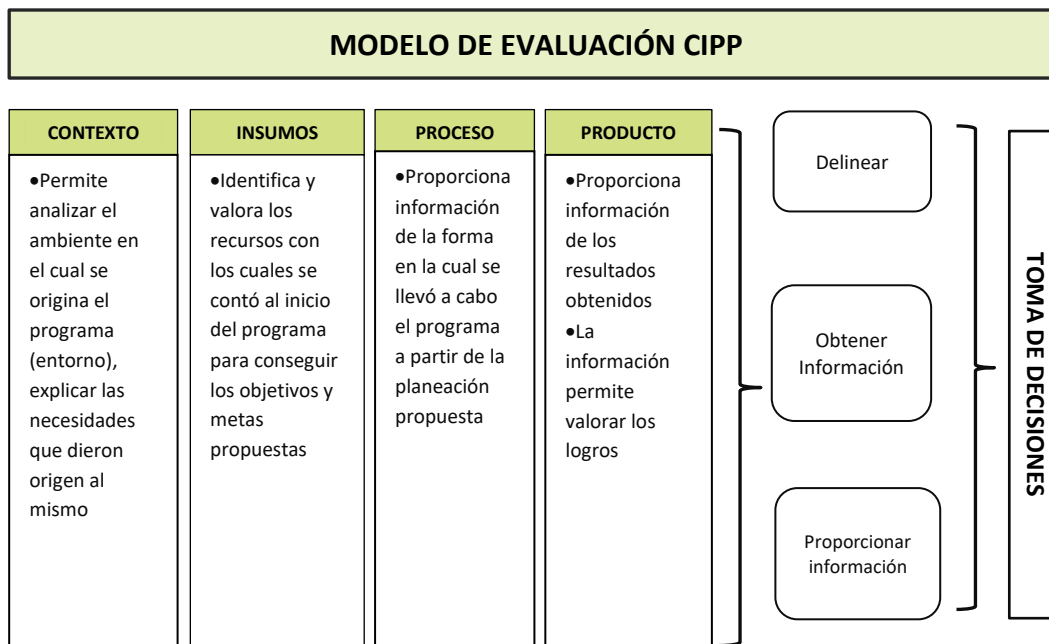 MODELO DE EVALUACIÓN CIPP
CONTEXTO
•Permite
analizar el
ambiente en
el cual se
origina el
programa
(entorno),
explicar las
necesidades
que dieron
origen al
mismo
INSUMOS
•Identifica y
valora los
recursos con
los cuales se
contó al inicio
del programa
para conseguir
los objetivos y
metas
propuestas
PROCESO
•Proporciona
información
de la forma
en la cual se
llevó a cabo
el programa
a partir de la
planeación
propuesta
PRODUCTO
•Proporciona
información
de los
resultados
obtenidos
•La
información
permite
valorar los
logros
Delinear
Obtener
Información
Proporcionar
información
TOMA DE DECISIONES